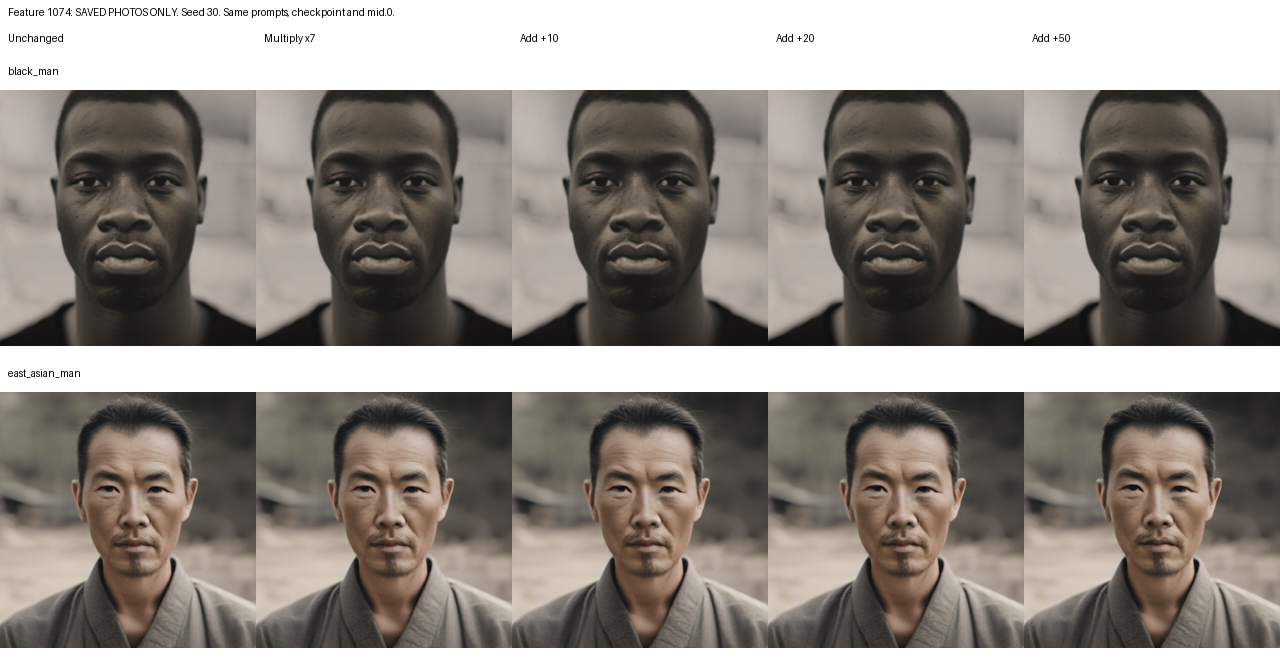 Feature 1074: SAVED PHOTOS ONLY. Seed 30. Same prompts, checkpoint and mid.0.
Unchanged Multiply x7 Add +10 Add +20 Add +50
black_man
east_asian_man